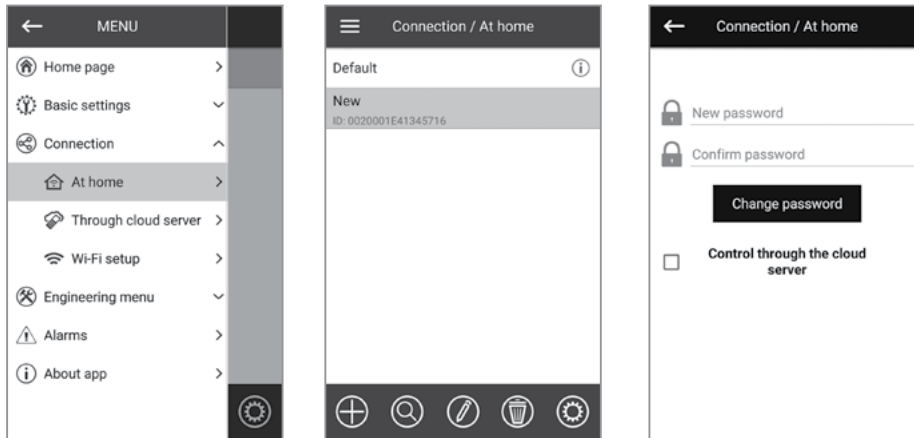 MENU
Home page
Basic settings
Connection
At home
Through cloud server
Wi-Fi setup
Engineering menu
Alarms
About app
Connection / At home
Default
New
ID: 0020001E41345716
Connection / At home
New password
Confirm password
Change password
Control through the cloud
server